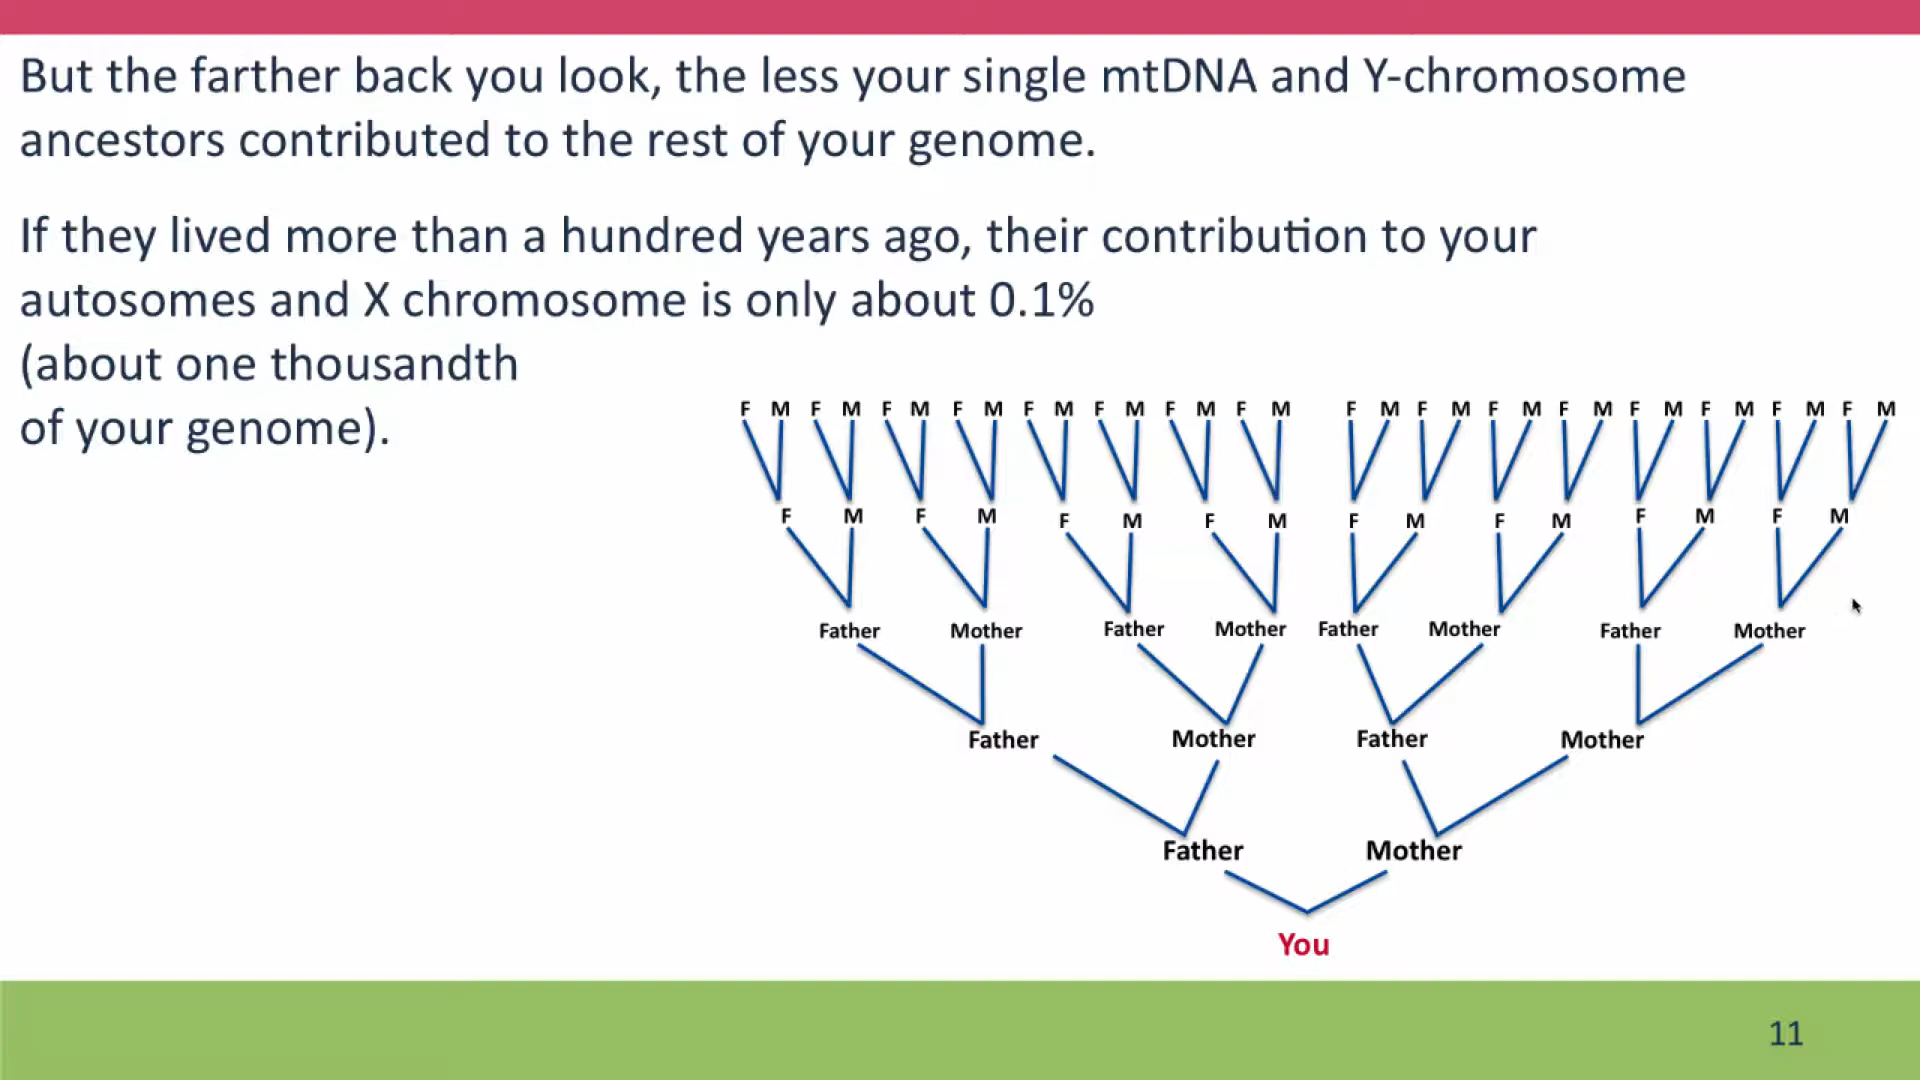 But the farther back you look, the less your single mtDNA and Y-chromosome
ancestors contributed to the rest of your genome.
If they lived more than a hundred years ago, their contribution to your
autosomes and X chromosome is only about 0.1%
(about one thousandth
of your genome).
F M F M F M F M F M F M F M F M F M F M F M F M F M F M F M F M
F M F M F M F M F M F M F M F M
Father Mother Father Mother Father Mother Father Mother
Father Mother Father Mother
Father Mother
You
11